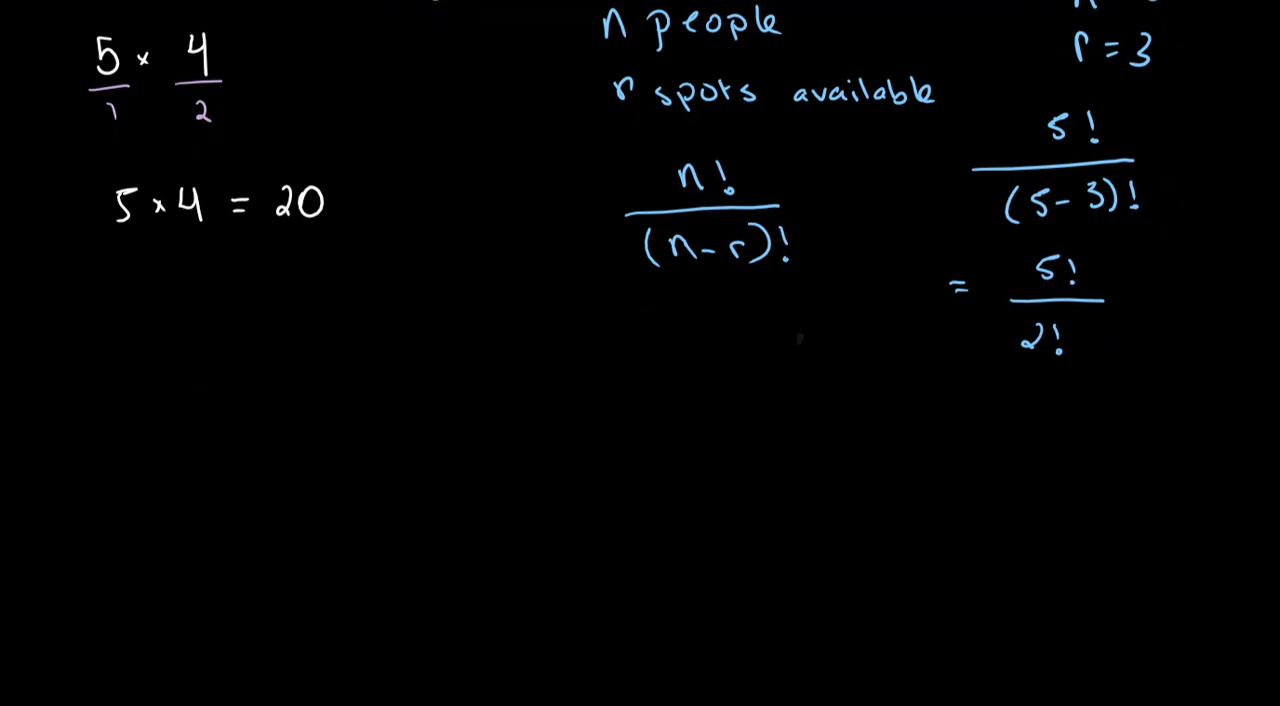 5 × 4
1 2
5 × 4 = 20
n people
r spots available
n!
(n - r)!
r = 3
5!
(5 - 3)!
= 5!
2!